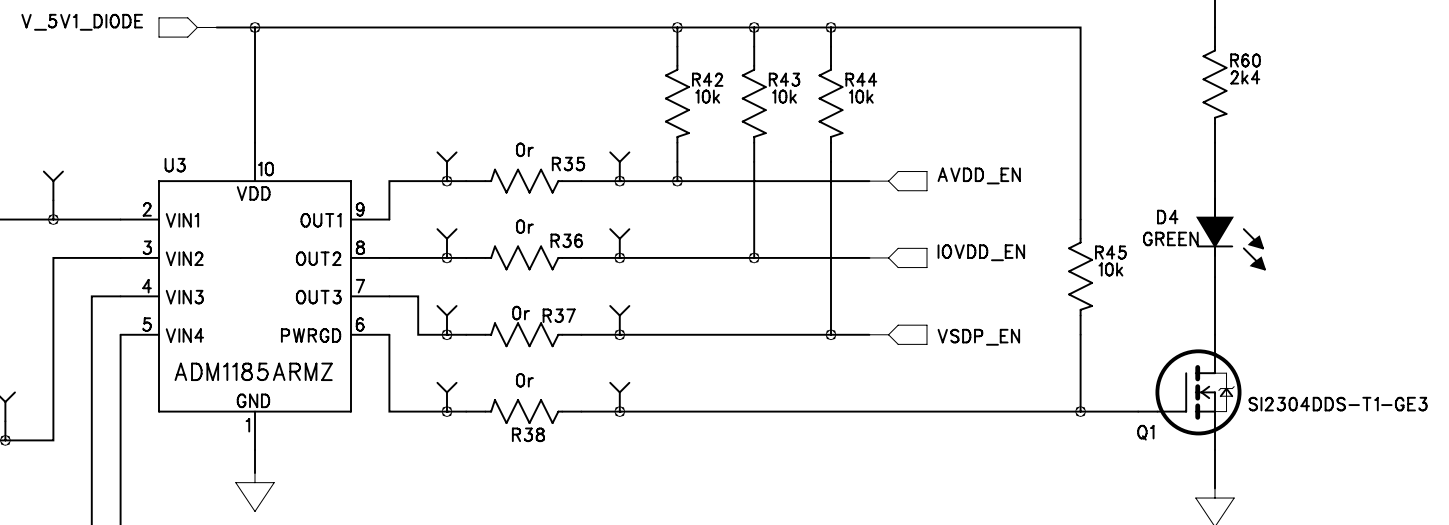 V_5V1_DIODE
R42
10k
R43
10k
R44
10k
R60
2k4
U3
10
VDD
0r
R35
AVDD_EN
2
VIN1
OUT1
9
D4
GREEN
0r
R36
3
VIN2
OUT2
8
IOVDD_EN
R45
10k
4
VIN3
OUT3
7
0r
R37
5
VIN4
PWRGD
6
VSDP_EN
ADM1185ARMZ
0r
GND
1
R38
SI2304DDS-T1-GE3
Q1